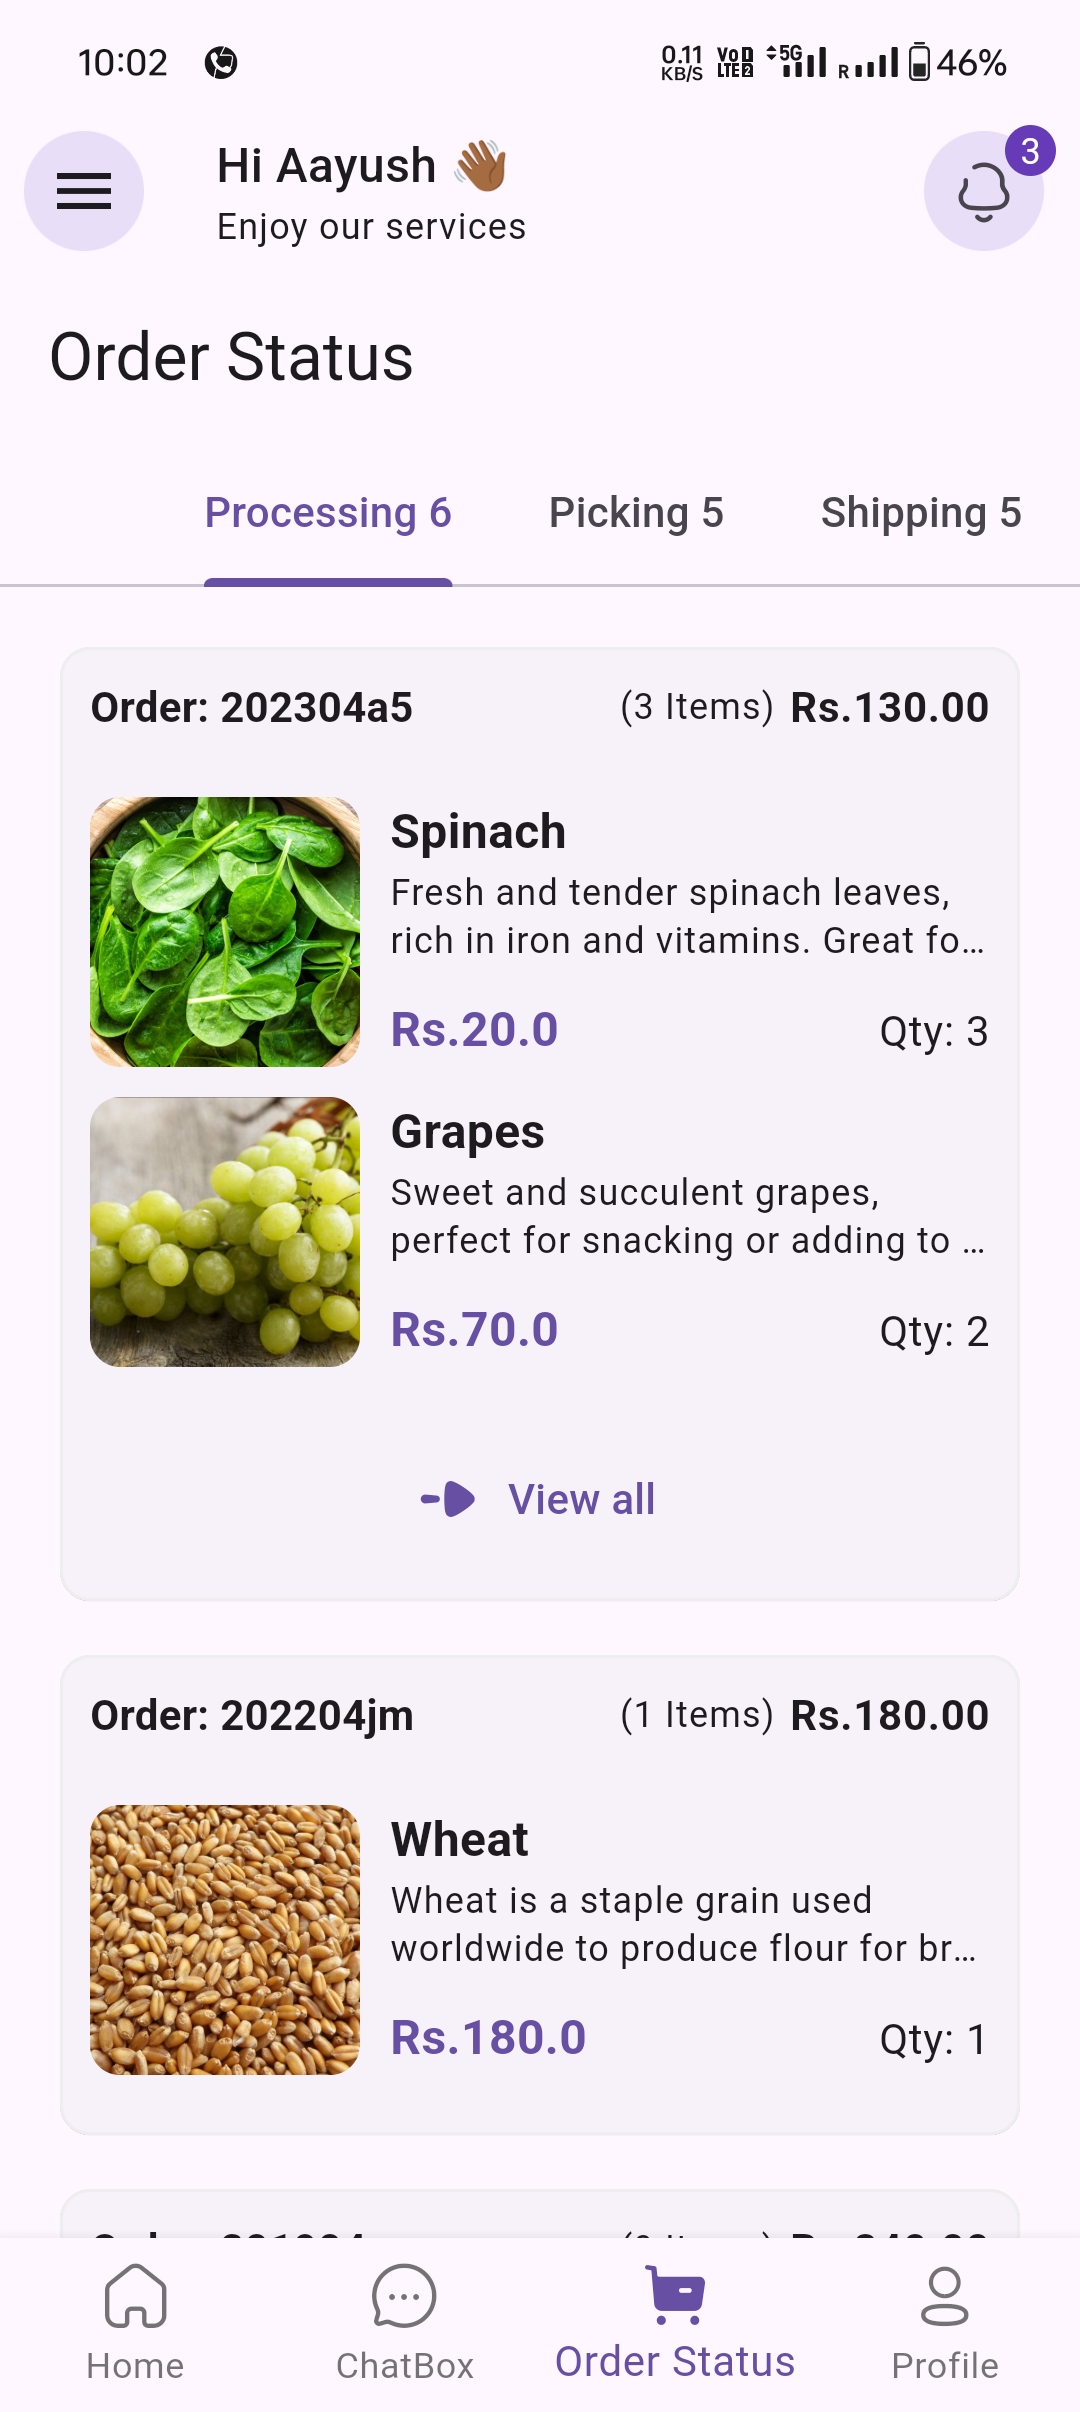 10:02
0.11 KB/S
VoD LTE 2
5G
R
46%
Hi Aayush 👋🏾
3
Enjoy our services
Order Status
Processing 6
Picking 5
Shipping 5
Order: 202304a5
(3 Items) Rs.130.00
Spinach
Fresh and tender spinach leaves,
rich in iron and vitamins. Great fo…
Rs.20.0
Qty: 3
Grapes
Sweet and succulent grapes,
perfect for snacking or adding to …
Rs.70.0
Qty: 2
View all
Order: 202204jm
(1 Items) Rs.180.00
Wheat
Wheat is a staple grain used
worldwide to produce flour for br…
Rs.180.0
Qty: 1
Home
ChatBox
Order Status
Profile